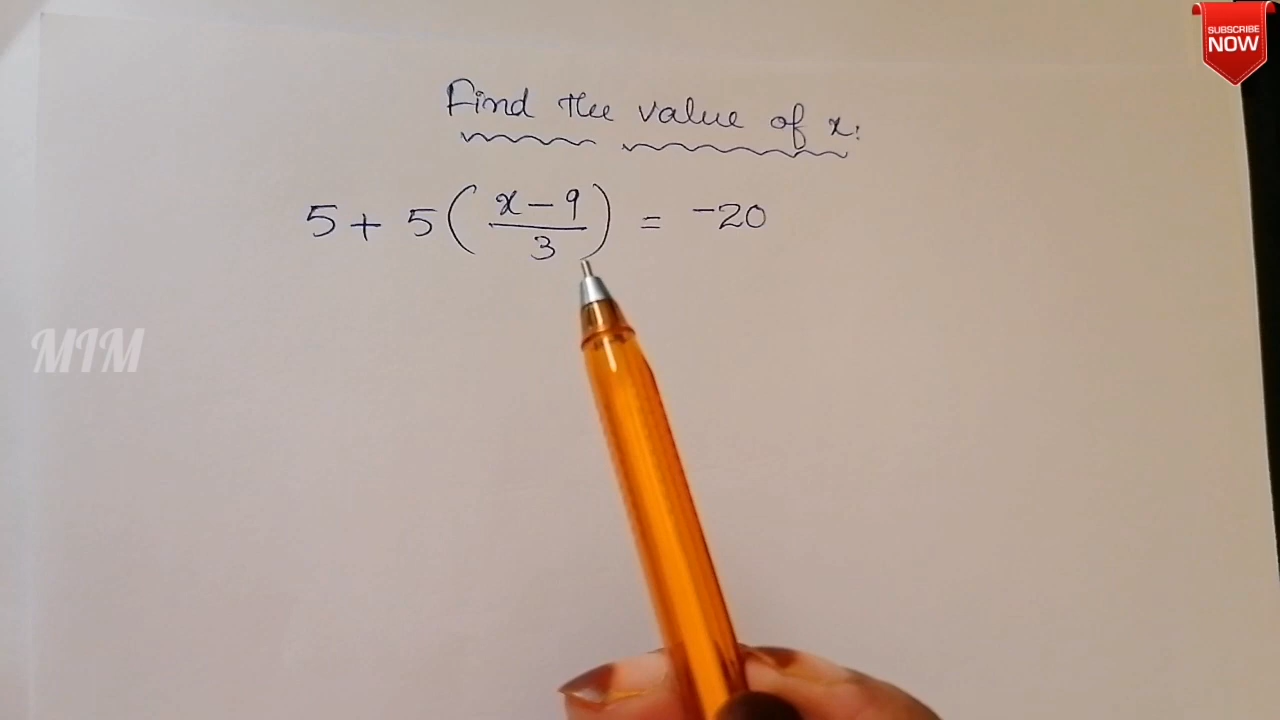 SUBSCRIBE
NOW
Find the value of x:
5 + 5 ( x - 9 / 3 ) = -20
MIM